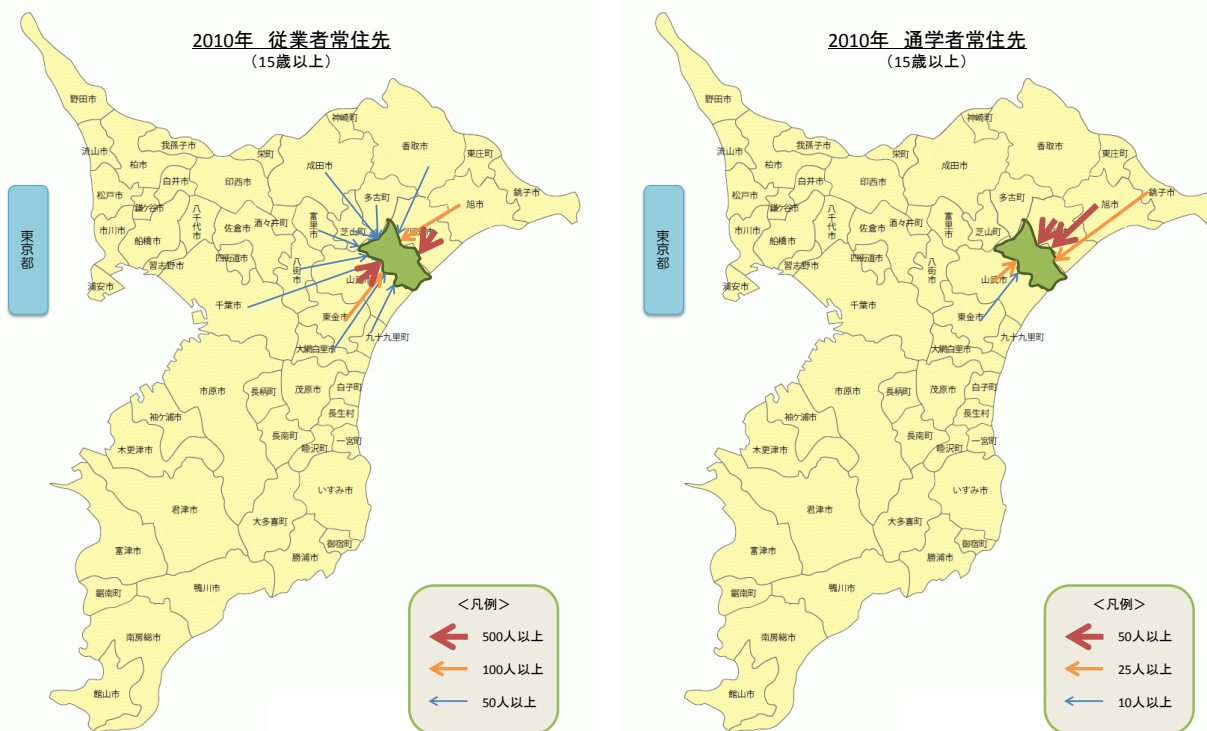 2010年 従業者常住先
（15歳以上）
野田市
流山市
我孫子市
柏市
栄町
神崎町
香取市
東庄町
銚子市
旭市
成田市
白井市
印西市
松戸市
鎌ケ谷市
八千代市
市川市
船橋市
佐倉市
酒々井町
富里市
多古町
芝山町
習志野市
四街道市
八街市
浦安市
千葉市
東金市
九十九里町
大網白里市
東京都
市原市
長柄町
茂原市
白子町
長生村
袖ケ浦市
長南町
睦沢町
一宮町
木更津市
いすみ市
君津市
大多喜町
御宿町
富津市
勝浦市
鴨川市
鋸南町
南房総市
館山市
＜凡例＞
500人以上
100人以上
50人以上
2010年 通学者常住先
（15歳以上）
野田市
流山市
我孫子市
柏市
栄町
神崎町
香取市
東庄町
銚子市
旭市
成田市
白井市
印西市
松戸市
鎌ケ谷市
八千代市
市川市
船橋市
佐倉市
酒々井町
富里市
多古町
芝山町
習志野市
四街道市
八街市
浦安市
千葉市
山武市
東金市
九十九里町
大網白里市
東京都
市原市
長柄町
茂原市
白子町
長生村
袖ケ浦市
長南町
睦沢町
一宮町
木更津市
いすみ市
君津市
大多喜町
御宿町
富津市
勝浦市
鴨川市
鋸南町
南房総市
館山市
＜凡例＞
50人以上
25人以上
10人以上